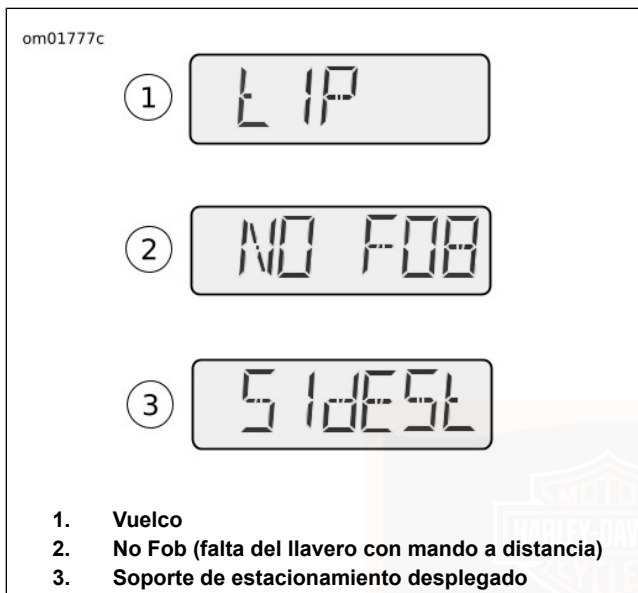 om01777c
1 tIP
2 NO FOB
3 SIdESt
1. Vuelco
2. No Fob (falta del llavero con mando a distancia)
3. Soporte de estacionamiento desplegado